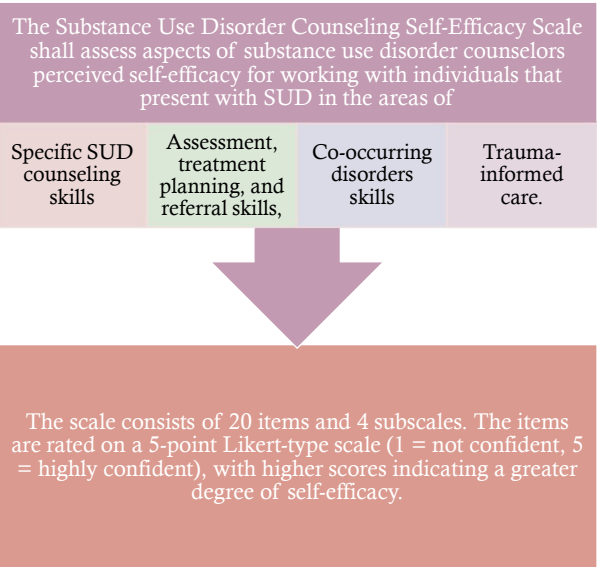 The Substance Use Disorder Counseling Self-Efficacy Scale
shall assess aspects of substance use disorder counselors
perceived self-efficacy for working with individuals that
present with SUD in the areas of
Specific SUD
counseling
skills
Assessment,
treatment
planning, and
referral skills,
Co-occurring
disorders
skills
Trauma-
informed
care.
The scale consists of 20 items and 4 subscales. The items
are rated on a 5-point Likert-type scale (1 = not confident, 5
= highly confident), with higher scores indicating a greater
degree of self-efficacy.